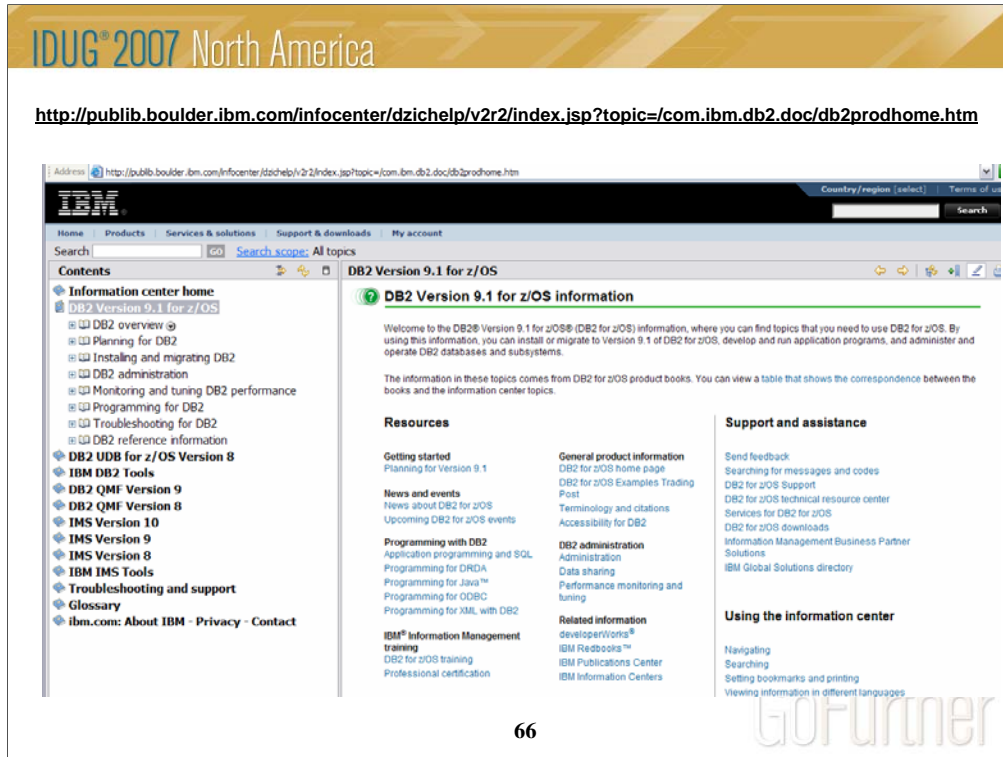 IDUG® 2007 North America
http://publib.boulder.ibm.com/infocenter/dzichelp/v2r2/index.jsp?topic=/com.ibm.db2.doc/db2prodhome.htm
Address http://publib.boulder.ibm.com/infocenter/dzichelp/v2r2/index.jsp?topic=/com.ibm.db2.doc/db2prodhome.htm
Country/region [select] | Terms of us
IBM®
Search
Home | Products | Services & solutions | Support & downloads | My account
Search GO Search scope: All topics
Contents
Information center home
DB2 Version 9.1 for z/OS
DB2 overview
Planning for DB2
Installing and migrating DB2
DB2 administration
Monitoring and tuning DB2 performance
Programming for DB2
Troubleshooting for DB2
DB2 reference information
DB2 UDB for z/OS Version 8
IBM DB2 Tools
DB2 QMF Version 9
DB2 QMF Version 8
IMS Version 10
IMS Version 9
IMS Version 8
IBM IMS Tools
Troubleshooting and support
Glossary
ibm.com: About IBM - Privacy - Contact
DB2 Version 9.1 for z/OS
DB2 Version 9.1 for z/OS information
Welcome to the DB2® Version 9.1 for z/OS® (DB2 for z/OS) information, where you can find topics that you need to use DB2 for z/OS. By
using this information, you can install or migrate to Version 9.1 of DB2 for z/OS, develop and run application programs, and administer and
operate DB2 databases and subsystems.
The information in these topics comes from DB2 for z/OS product books. You can view a table that shows the correspondence between the
books and the information center topics.
Resources
Getting started
Planning for Version 9.1
News and events
News about DB2 for z/OS
Upcoming DB2 for z/OS events
Programming with DB2
Application programming and SQL
Programming for DRDA
Programming for Java™
Programming for ODBC
Programming for XML with DB2
IBM® Information Management
training
DB2 for z/OS training
Professional certification
General product information
DB2 for z/OS home page
DB2 for z/OS Examples Trading
Post
Terminology and citations
Accessibility for DB2
DB2 administration
Administration
Data sharing
Performance monitoring and
tuning
Related information
developerWorks®
IBM Redbooks™
IBM Publications Center
IBM Information Centers
Support and assistance
Send feedback
Searching for messages and codes
DB2 for z/OS Support
DB2 for z/OS technical resource center
Services for DB2 for z/OS
DB2 for z/OS downloads
Information Management Business Partner
Solutions
IBM Global Solutions directory
Using the information center
Navigating
Searching
Setting bookmarks and printing
Viewing information in different languages
66
GoFurther